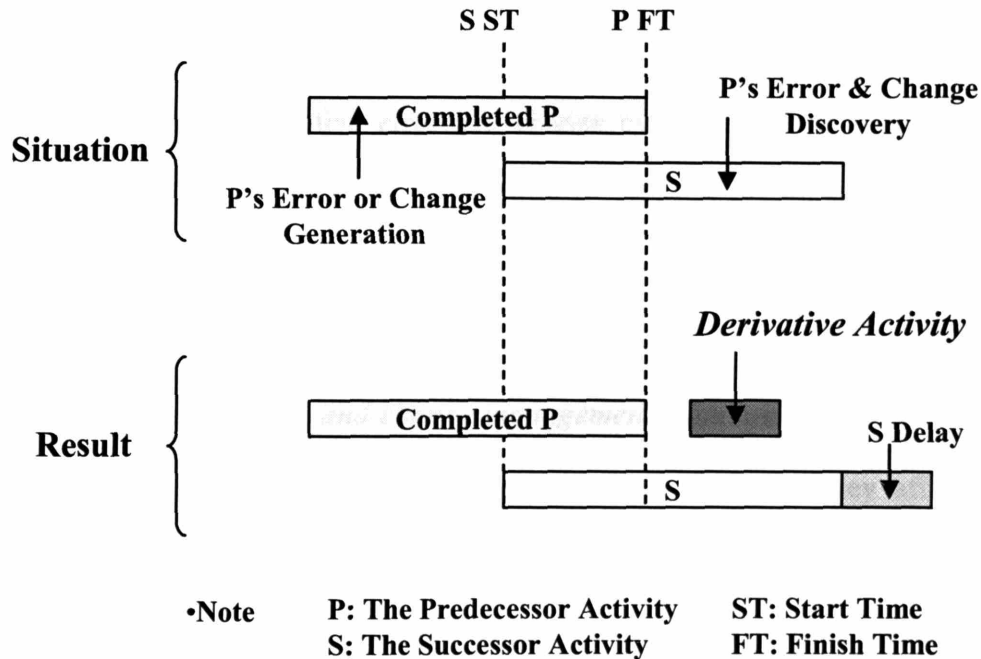 S ST P FT
Completed P
P's Error & Change
Discovery
Situation
S
P's Error or Change
Generation
Derivative Activity
Completed P
S Delay
Result
S
•Note P: The Predecessor Activity ST: Start Time
S: The Successor Activity FT: Finish Time